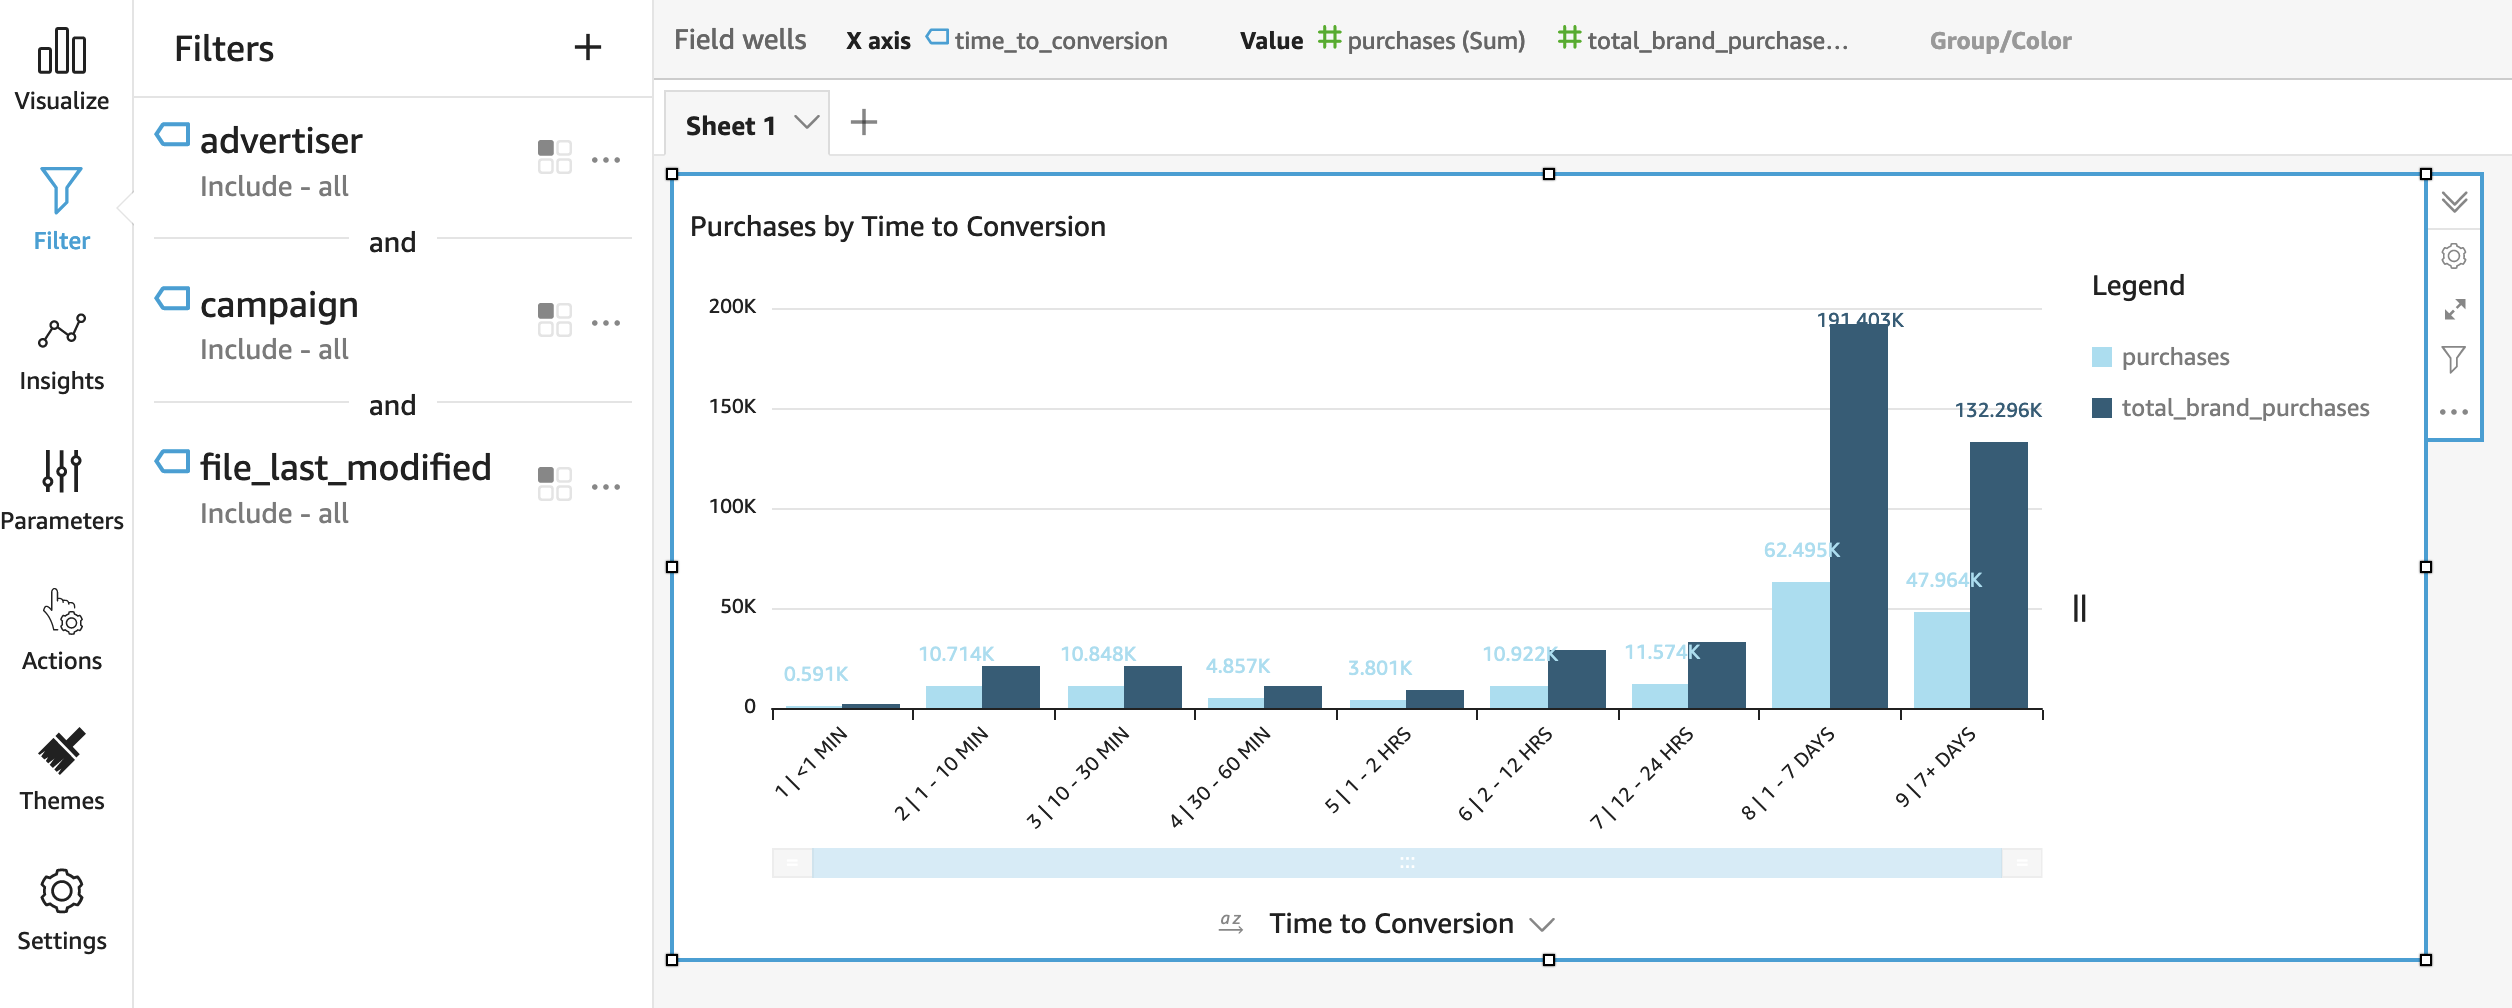 Visualize
Filter
Insights
Parameters
Actions
Themes
Settings
Filters +
advertiser
Include - all
and
campaign
Include - all
and
file_last_modified
Include - all
Field wells X axis time_to_conversion Value purchases (Sum) total_brand_purchase... Group/Color
Sheet 1 +
Purchases by Time to Conversion
200K
150K
100K
50K
0
0.591K
10.714K
10.848K
4.857K
3.801K
10.922K
11.574K
62.495K
191.403K
47.964K
132.296K
1 | <1 MIN
2 | 1 - 10 MIN
3 | 10 - 30 MIN
4 | 30 - 60 MIN
5 | 1 - 2 HRS
6 | 2 - 12 HRS
7 | 12 - 24 HRS
8 | 1 - 7 DAYS
9 | 7+ DAYS
az Time to Conversion
Legend
purchases
total_brand_purchases